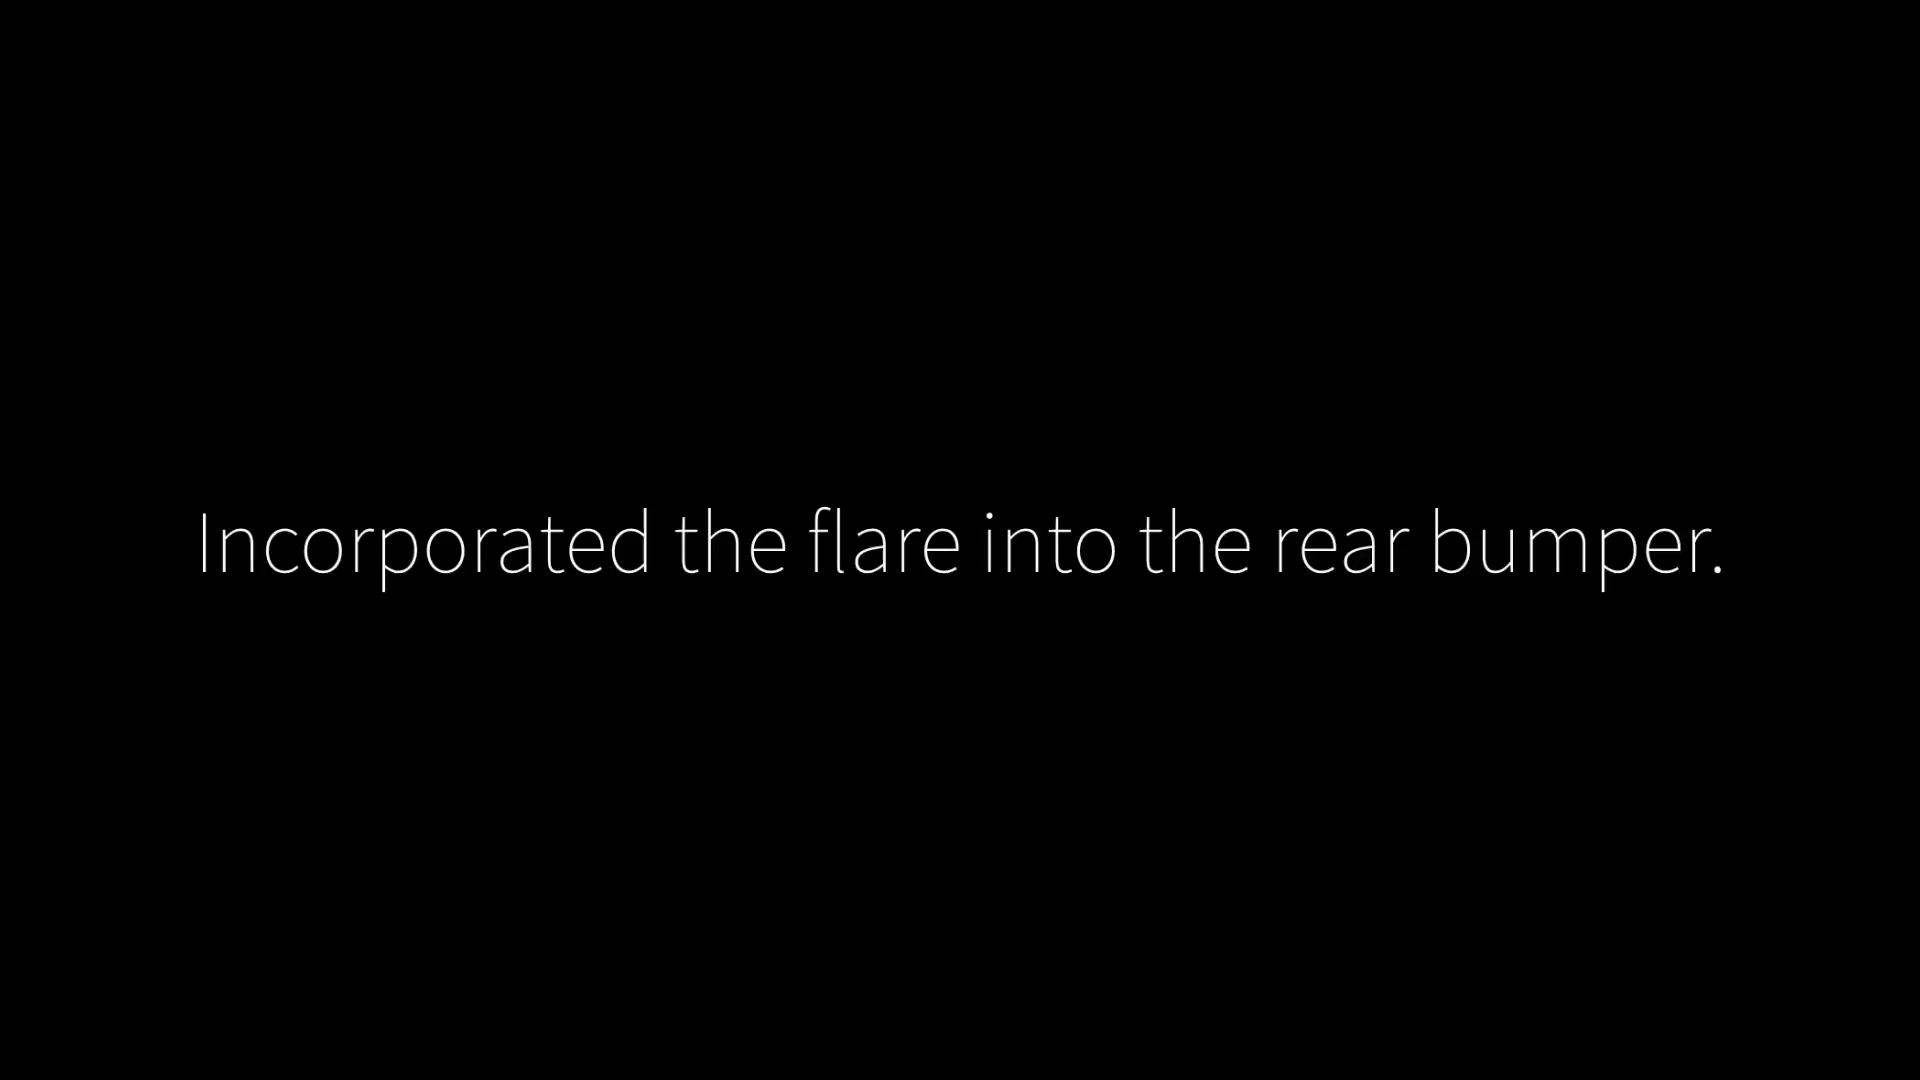 Incorporated the flare into the rear bumper.